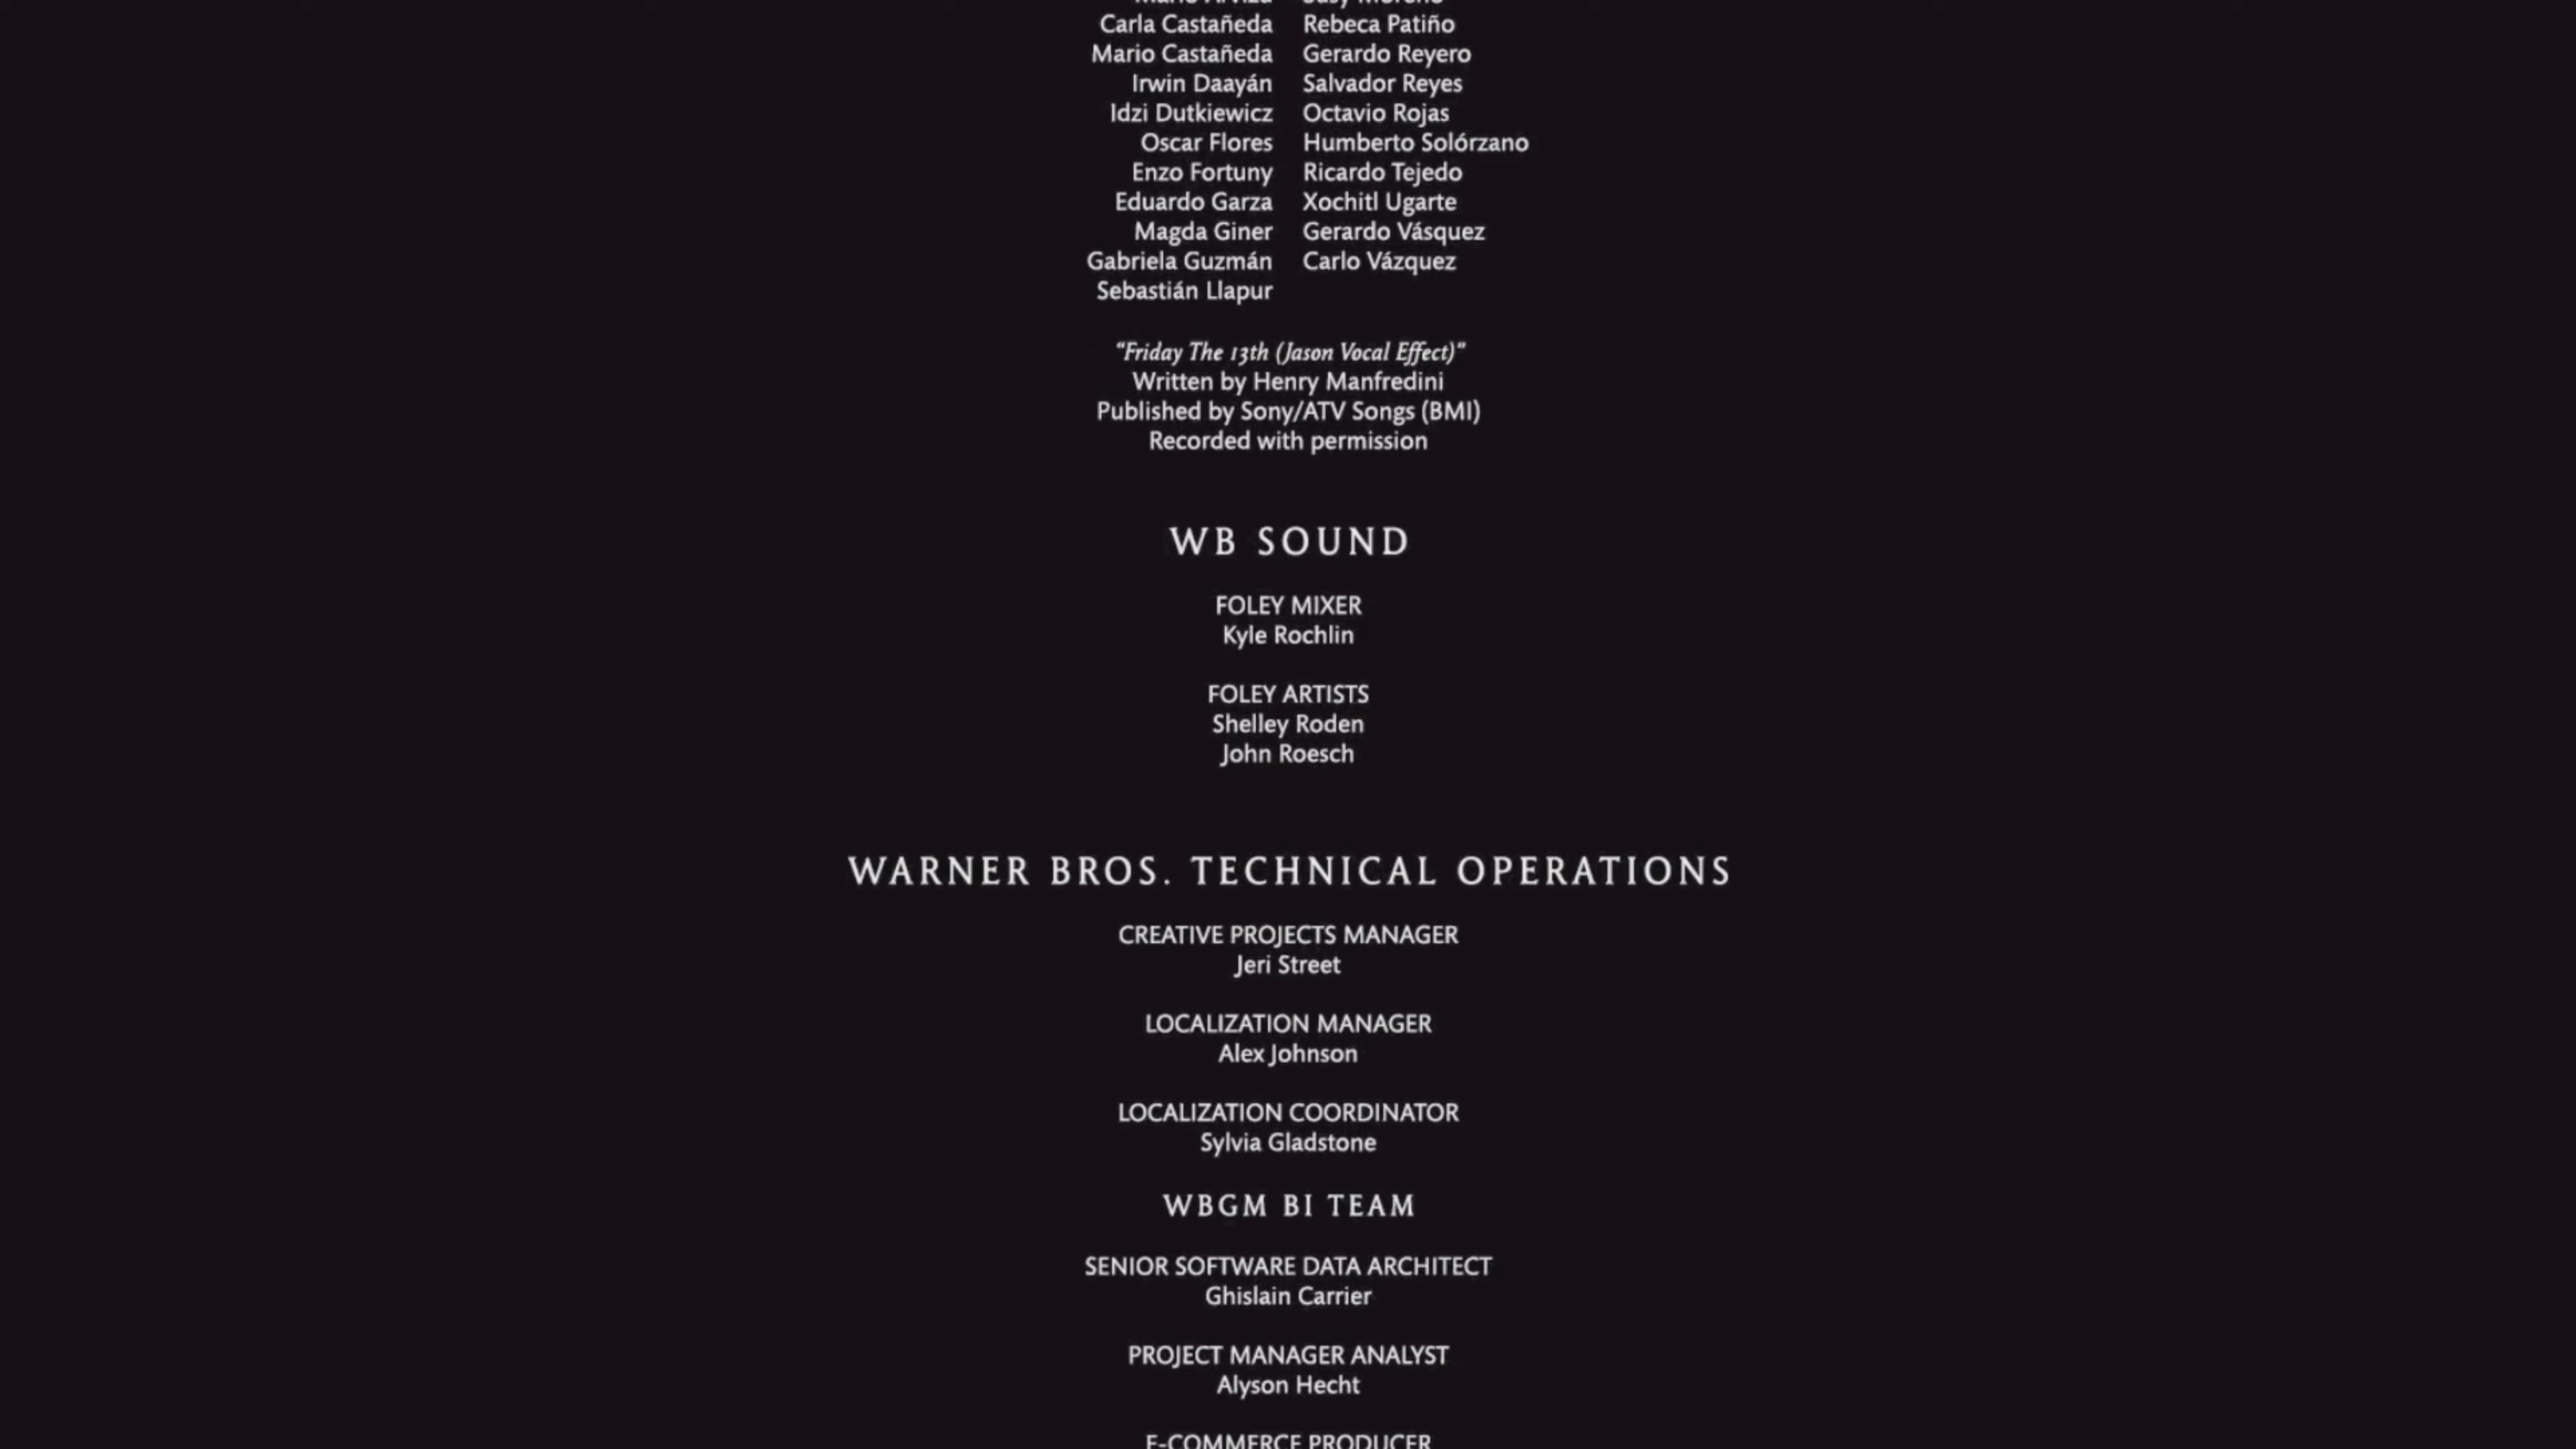 Carla Castañeda Rebeca Patiño
Mario Castañeda Gerardo Reyero
Irwin Daayán Salvador Reyes
Idzi Dutkiewicz Octavio Rojas
Oscar Flores Humberto Solórzano
Enzo Fortuny Ricardo Tejedo
Eduardo Garza Xochitl Ugarte
Magda Giner Gerardo Vásquez
Gabriela Guzmán Carlo Vázquez
Sebastián Llapur
“Friday The 13th (Jason Vocal Effect)”
Written by Henry Manfredini
Published by Sony/ATV Songs (BMI)
Recorded with permission
WB SOUND
FOLEY MIXER
Kyle Rochlin
FOLEY ARTISTS
Shelley Roden
John Roesch
WARNER BROS. TECHNICAL OPERATIONS
CREATIVE PROJECTS MANAGER
Jeri Street
LOCALIZATION MANAGER
Alex Johnson
LOCALIZATION COORDINATOR
Sylvia Gladstone
WBGM BI TEAM
SENIOR SOFTWARE DATA ARCHITECT
Ghislain Carrier
PROJECT MANAGER ANALYST
Alyson Hecht
E-COMMERCE PRODUCER